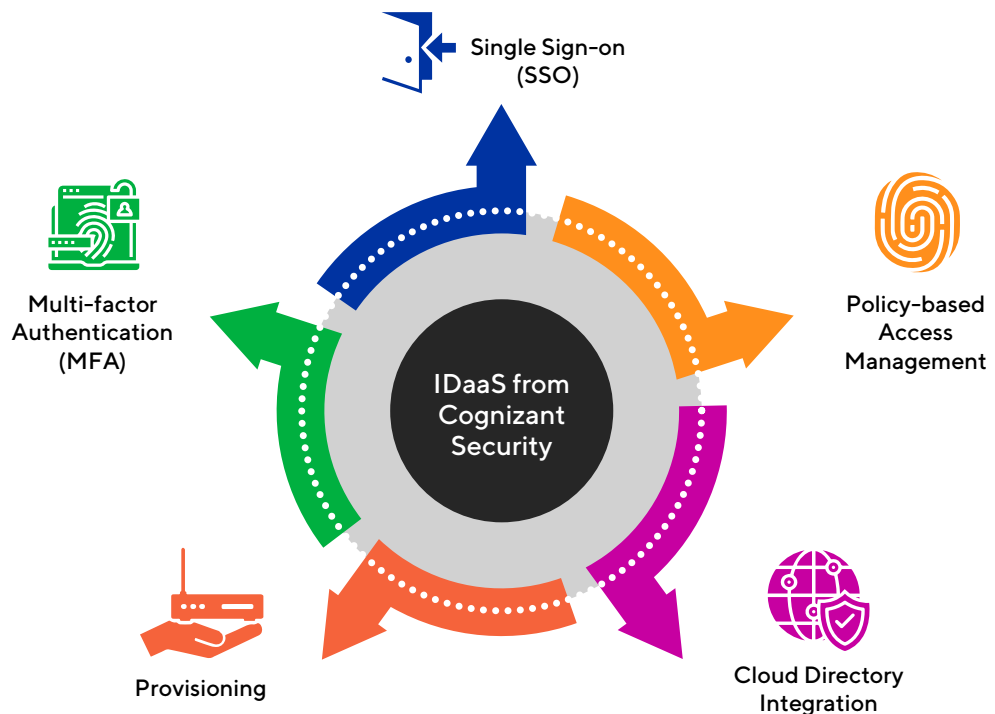 Single Sign-on
(SSO)
Multi-factor
Authentication
(MFA)
Policy-based
Access
Management
IDaaS from
Cognizant
Security
Provisioning
Cloud Directory
Integration